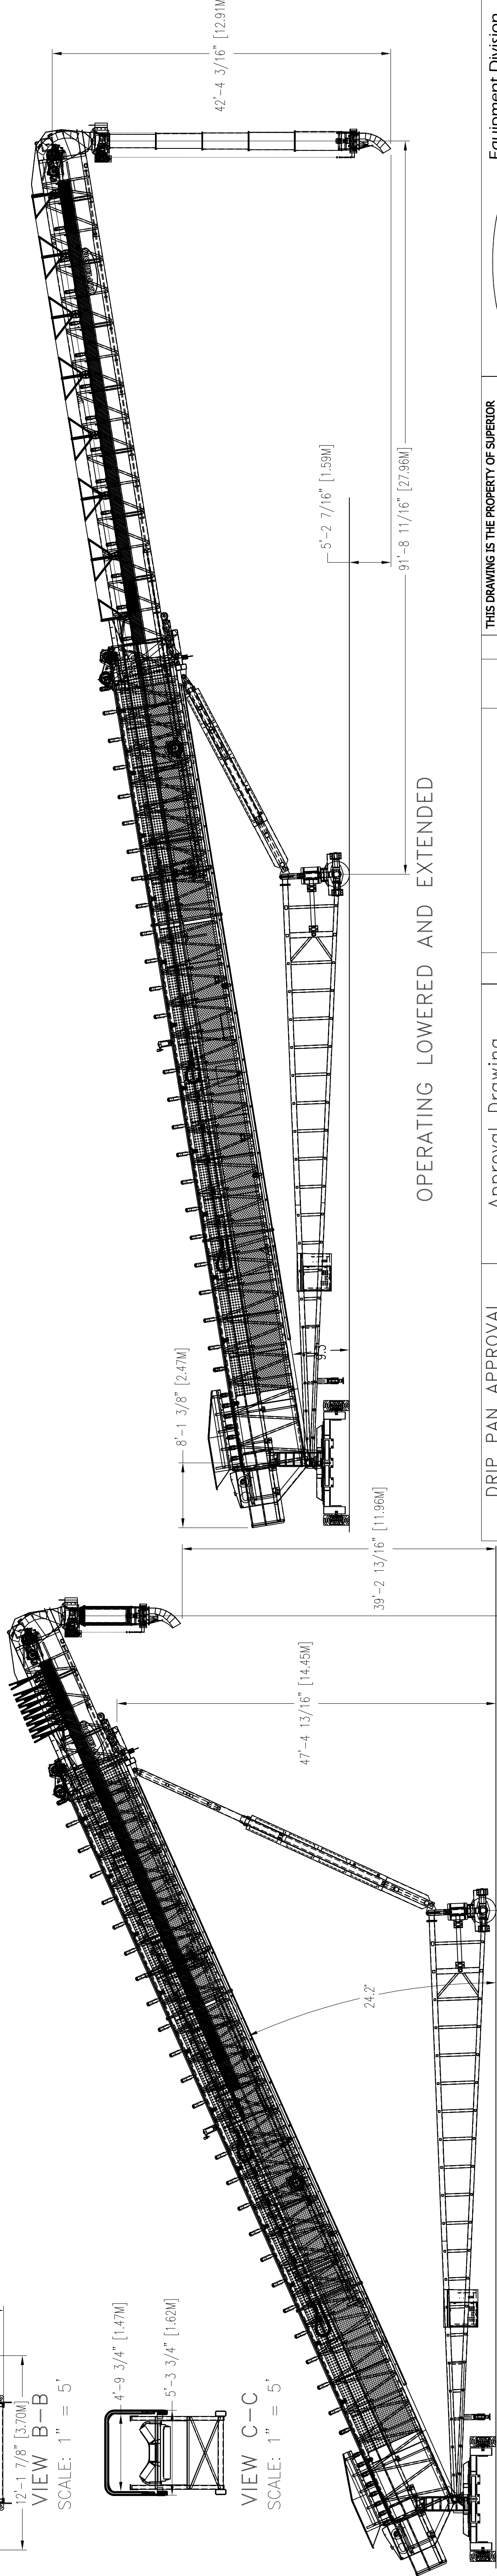 12'-1 7/8" [3.70M]
VIEW B-B
SCALE: 1" = 5'
4'-9 3/4" [1.47M]
5'-3 3/4" [1.62M]
VIEW C-C
SCALE: 1" = 5'
24.2°
47'-4 13/16" [14.45M]
39'-2 13/16" [11.96M]
8'-1 3/8" [2.47M]
42'-4 3/16" [12.91M]
5'-2 7/16" [1.59M]
91'-8 11/16" [27.96M]
OPERATING LOWERED AND EXTENDED
DRIP PAN APPROVAL
Approval Drawing
THIS DRAWING IS THE PROPERTY OF SUPERIOR
Equipment Division